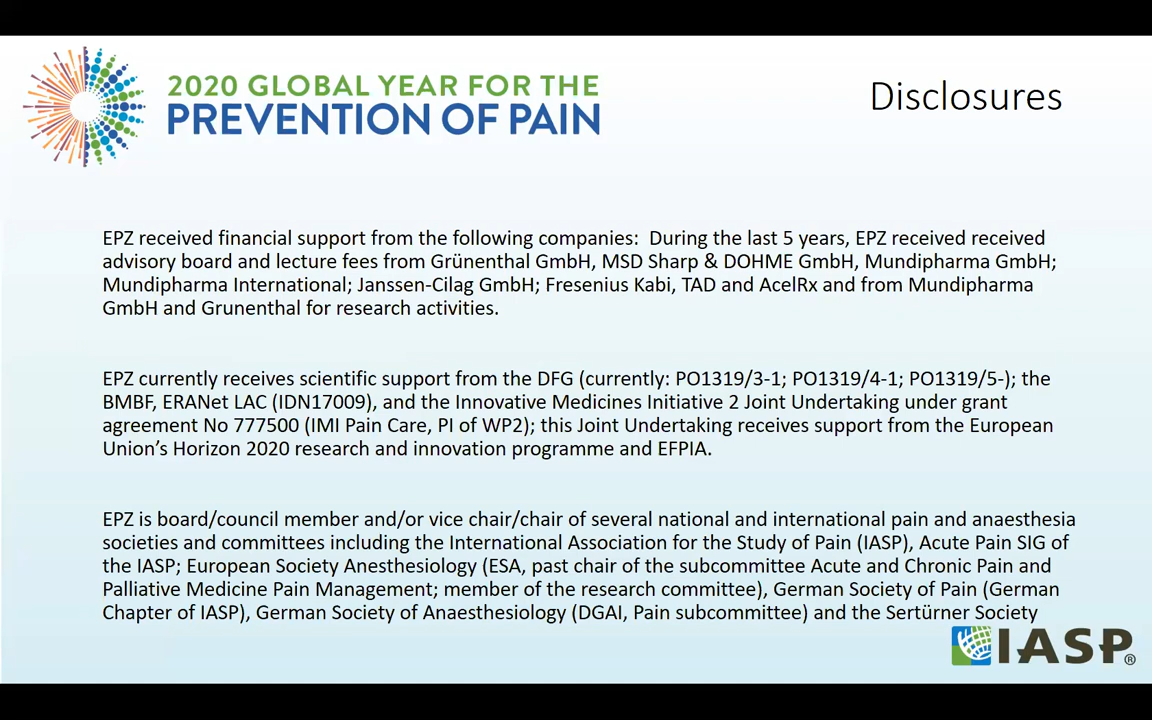 2020 GLOBAL YEAR FOR THE
PREVENTION OF PAIN
Disclosures
EPZ received financial support from the following companies:  During the last 5 years, EPZ received received
advisory board and lecture fees from Grünenthal GmbH, MSD Sharp & DOHME GmbH, Mundipharma GmbH;
Mundipharma International; Janssen-Cilag GmbH; Fresenius Kabi, TAD and AcelRx and from Mundipharma
GmbH and Grunenthal for research activities.
EPZ currently receives scientific support from the DFG (currently: PO1319/3-1; PO1319/4-1; PO1319/5-); the
BMBF, ERANet LAC (IDN17009), and the Innovative Medicines Initiative 2 Joint Undertaking under grant
agreement No 777500 (IMI Pain Care, PI of WP2); this Joint Undertaking receives support from the European
Union’s Horizon 2020 research and innovation programme and EFPIA.
EPZ is board/council member and/or vice chair/chair of several national and international pain and anaesthesia
societies and committees including the International Association for the Study of Pain (IASP), Acute Pain SIG of
the IASP; European Society Anesthesiology (ESA, past chair of the subcommittee Acute and Chronic Pain and
Palliative Medicine Pain Management; member of the research committee), German Society of Pain (German
Chapter of IASP), German Society of Anaesthesiology (DGAI, Pain subcommittee) and the Sertürner Society
IASP®